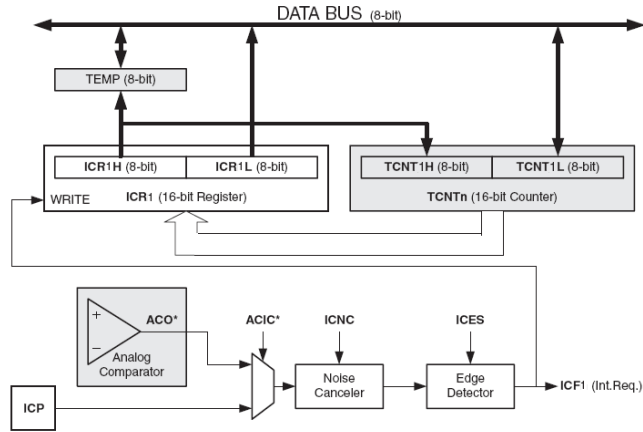 DATA BUS (8-bit)
TEMP (8-bit)
ICR1H (8-bit) ICR1L (8-bit) TCNT1H (8-bit) TCNT1L (8-bit)
WRITE ICR1 (16-bit Register) TCNTn (16-bit Counter)
ACO* ACIC* ICNC ICES
+
−
Analog
Comparator
Noise
Canceler
Edge
Detector
ICF1 (Int.Req.)
ICP